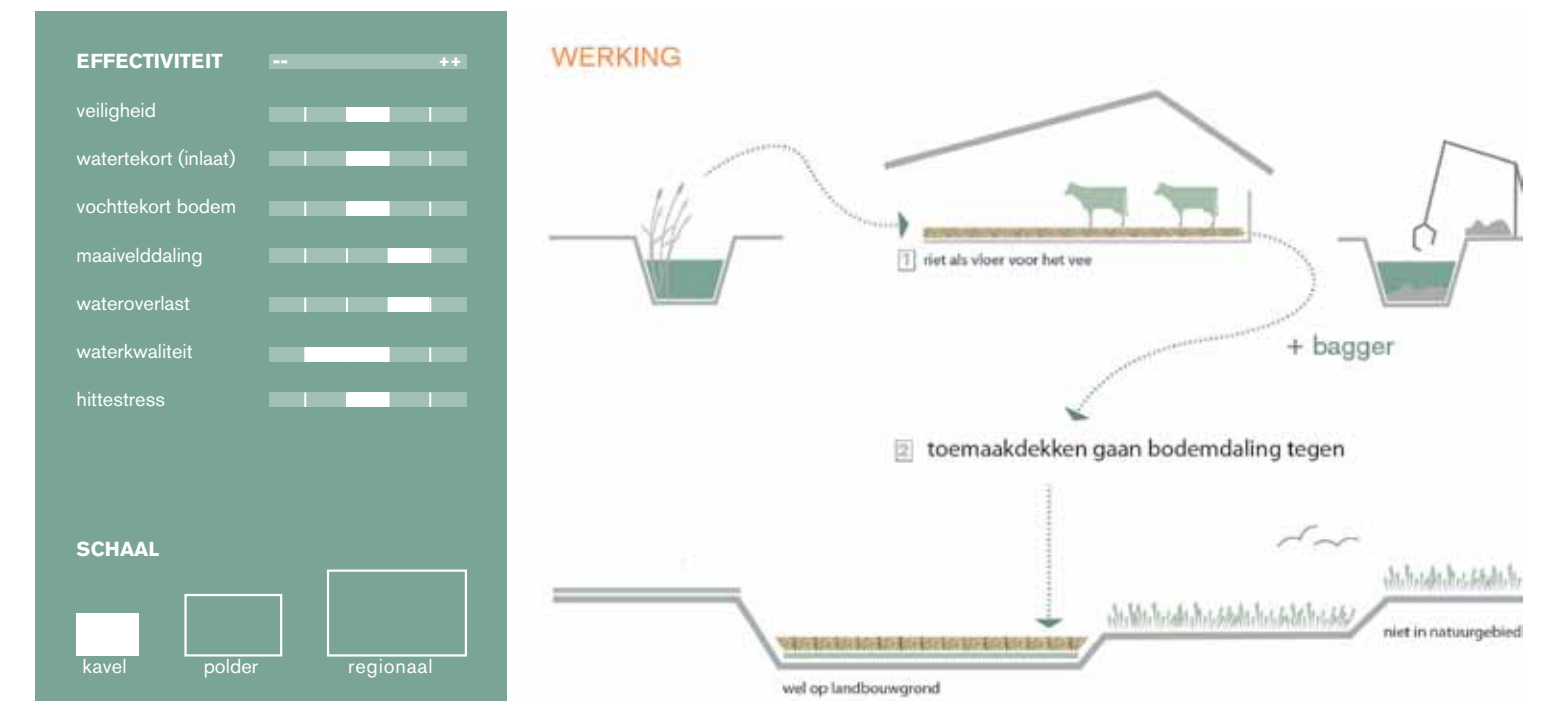 EFFECTIVITEIT -- ++
veiligheid
watertekort (inlaat)
vochttekort bodem
maaivelddaling
wateroverlast
waterkwaliteit
hittestress
SCHAAL
kavel polder regionaal
WERKING
1 riet als vloer voor het vee
+ bagger
2 toemaakdekken gaan bodemdaling tegen
niet in natuurgebied
wel op landbouwgrond